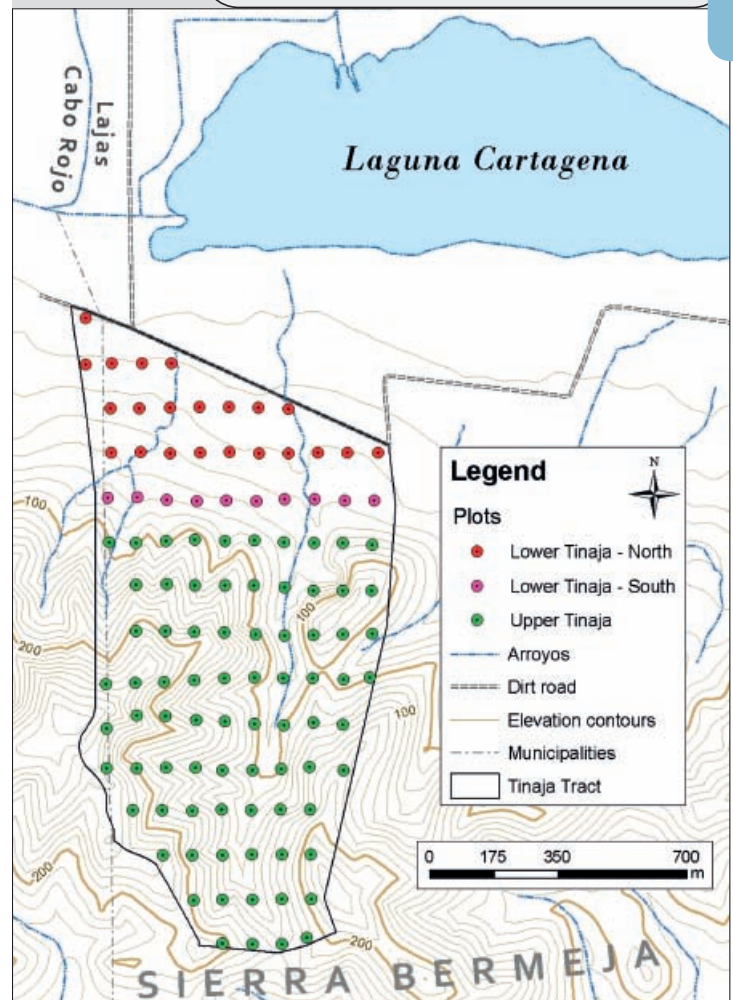 Lajas
Cabo Rojo
Laguna Cartagena
100
200
100
100
200
200
Legend
N
Plots
Lower Tinaja - North
Lower Tinaja - South
Upper Tinaja
Arroyos
Dirt road
Elevation contours
Municipalities
Tinaja Tract
0 175 350 700
m
SIERRA BERMEJA